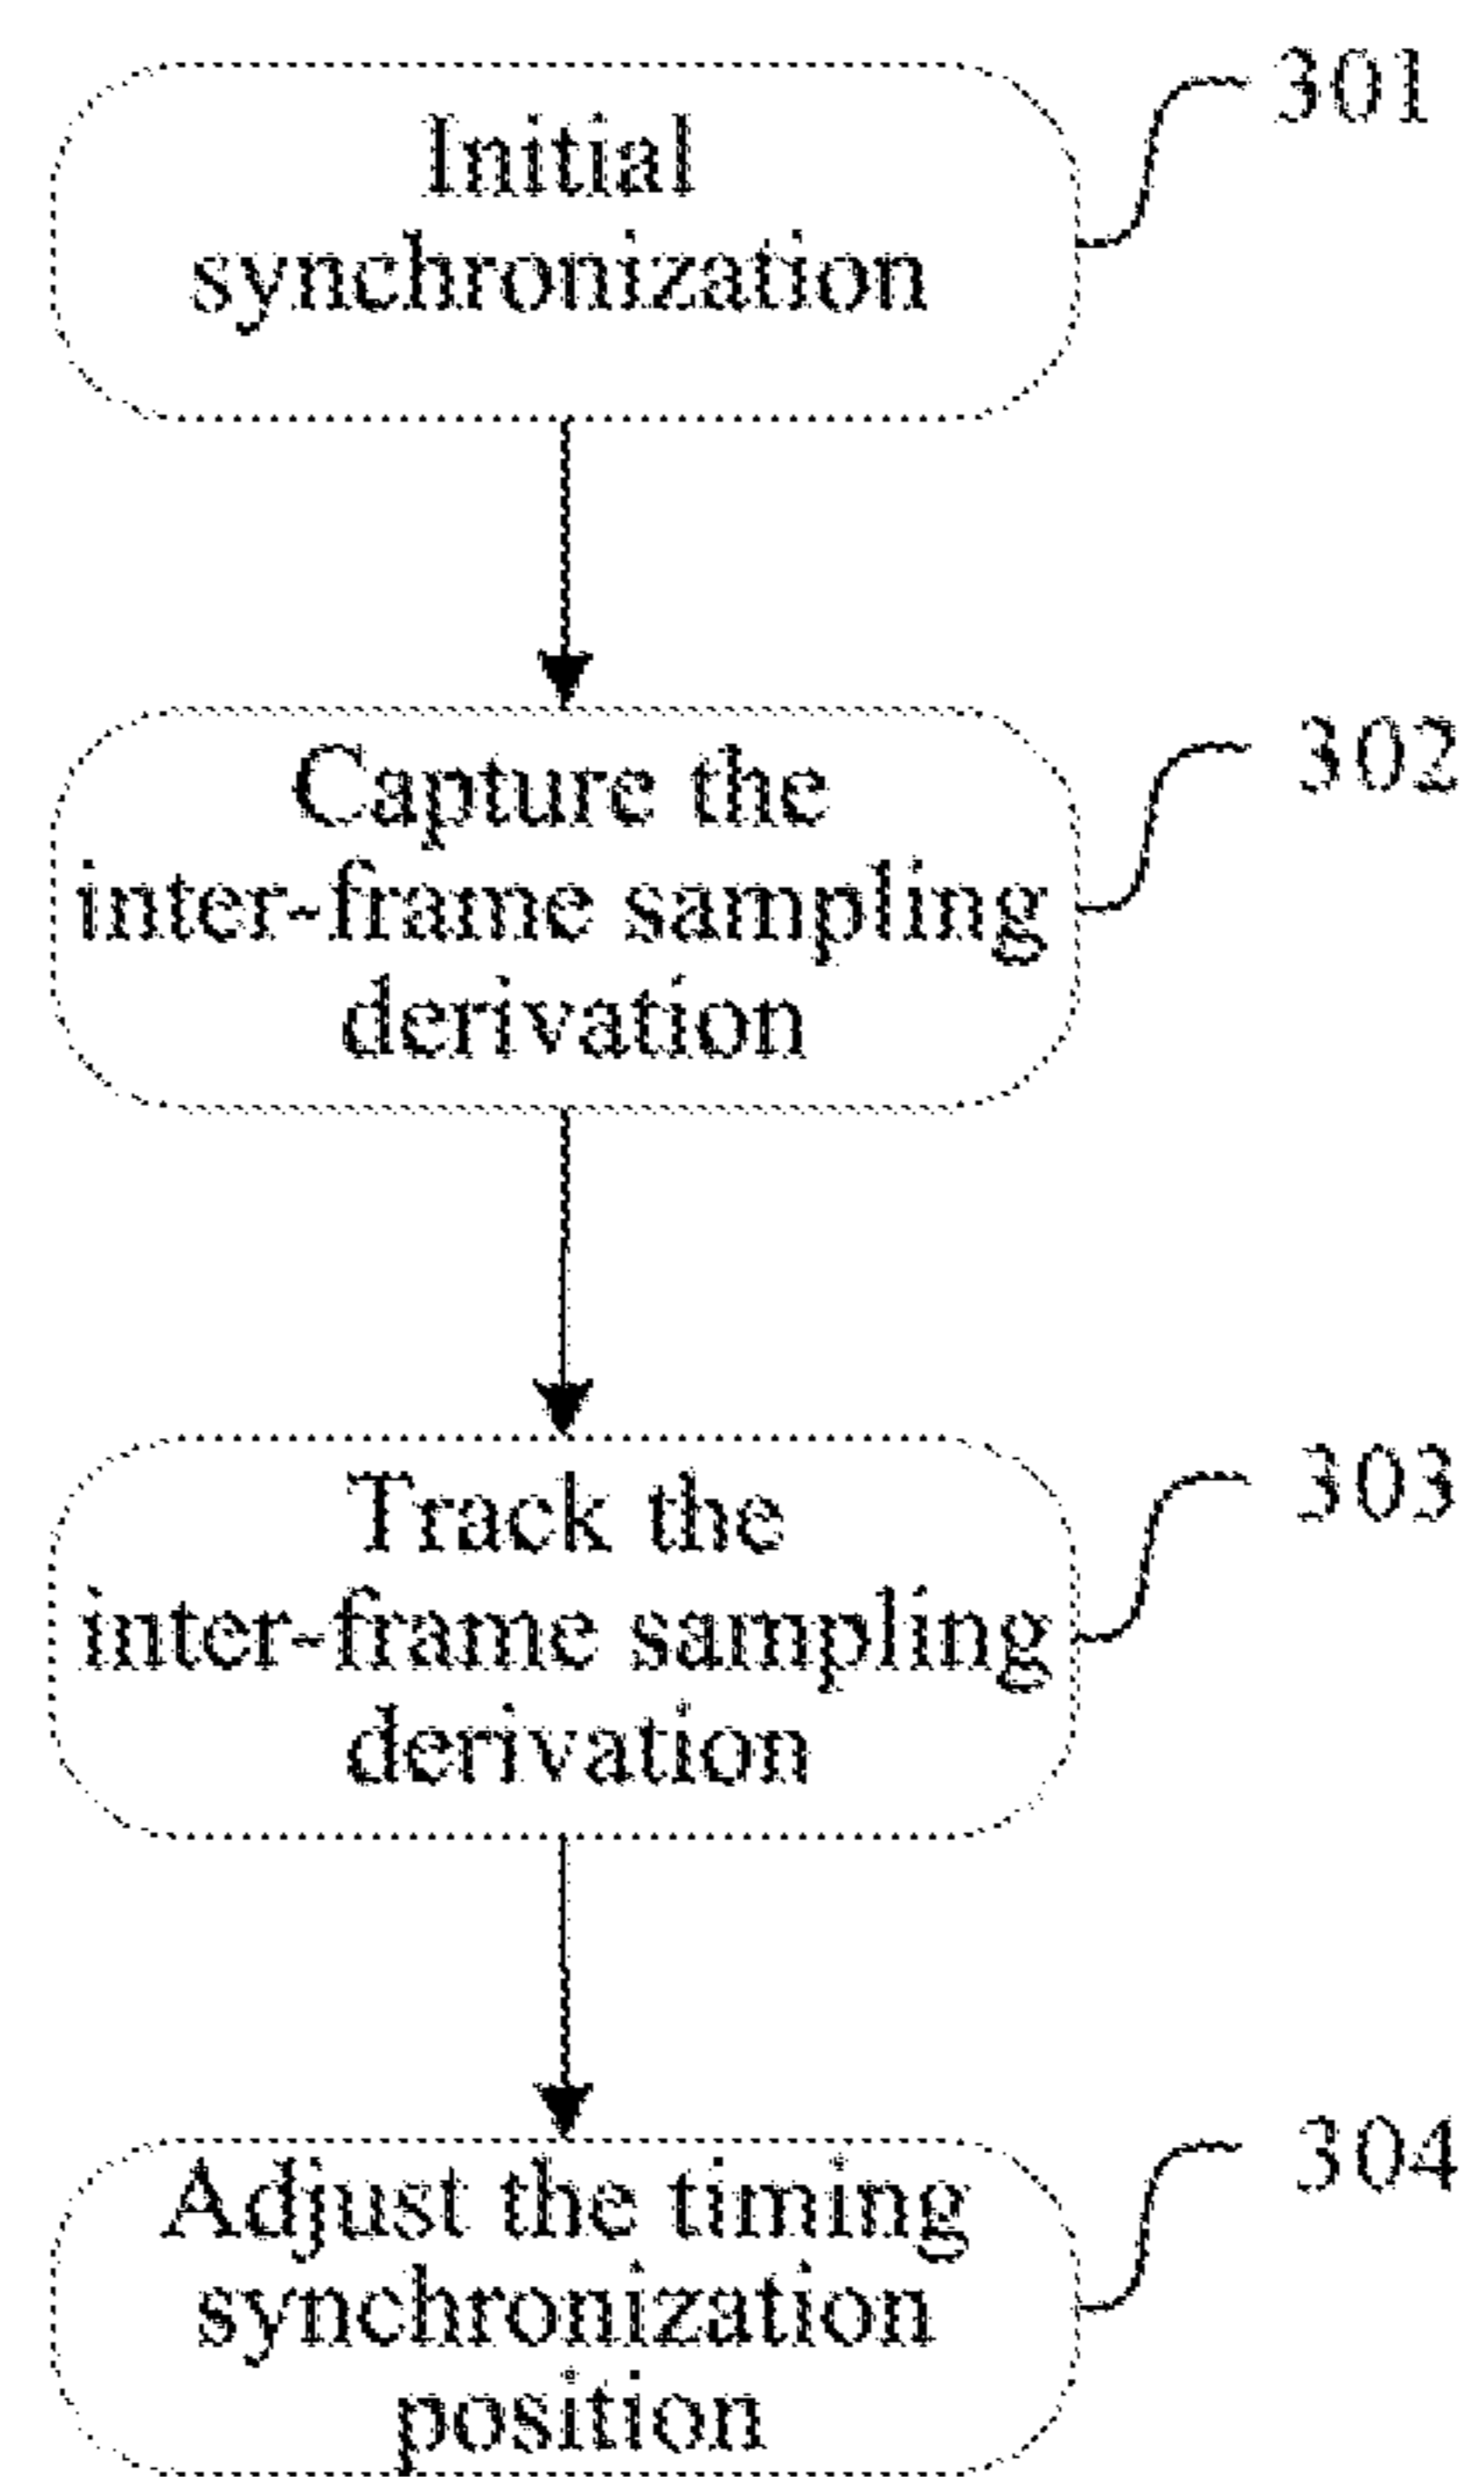 301
Initial
synchronization
302
Capture the
inter-frame sampling
derivation
303
Track the
inter-frame sampling
derivation
304
Adjust the timing
synchronization
position